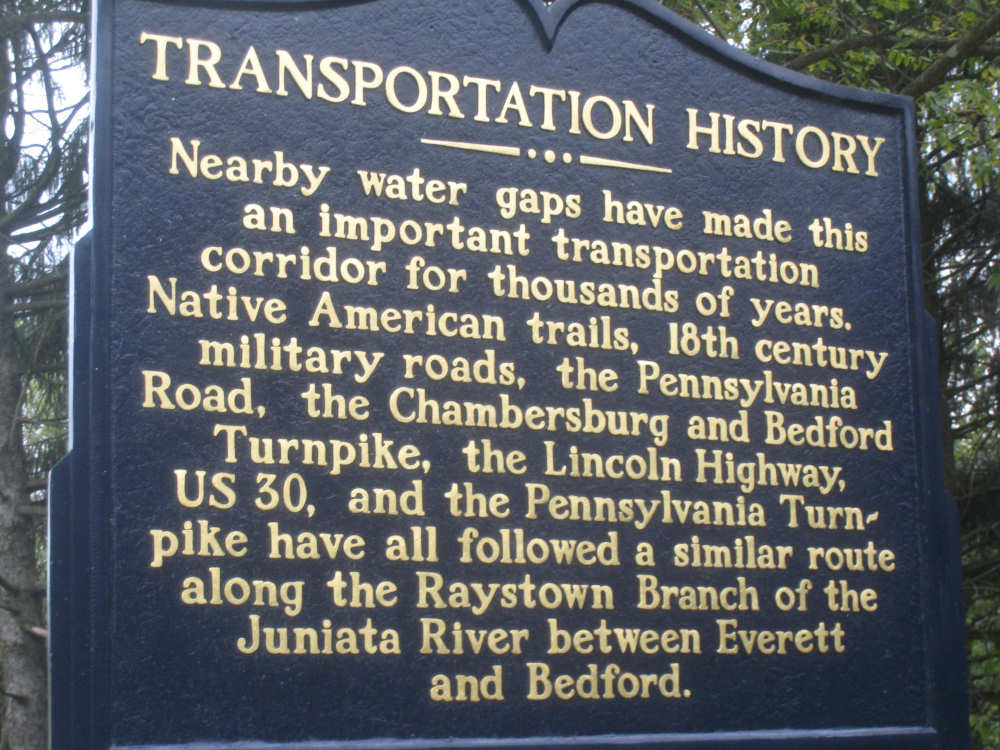 TRANSPORTATION HISTORY
Nearby water gaps have made this
an important transportation
corridor for thousands of years.
Native American trails, 18th century
military roads, the Pennsylvania
Road, the Chambersburg and Bedford
Turnpike, the Lincoln Highway,
US 30, and the Pennsylvania Turn-
pike have all followed a similar route
along the Raystown Branch of the
Juniata River between Everett
and Bedford.